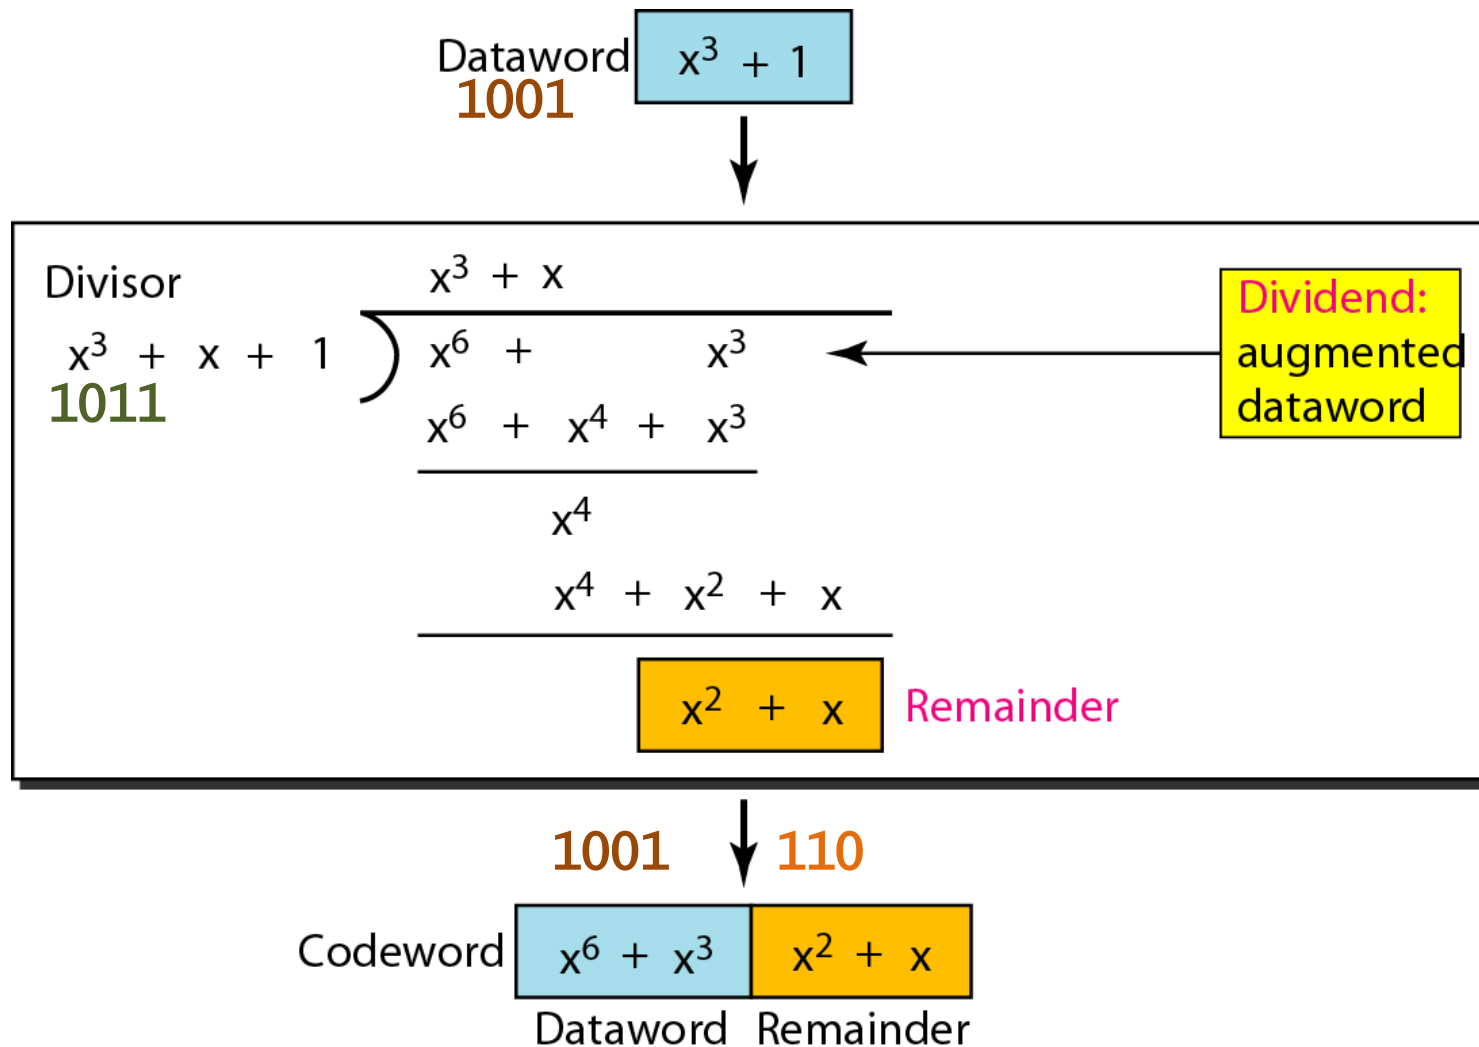 Dataword x³ + 1
1001
Divisor
x³ + x
x³ + x + 1
1011
x⁶ + x³
Dividend:
augmented
dataword
x⁶ + x⁴ + x³
x⁴
x⁴ + x² + x
x² + x Remainder
1001 110
Codeword x⁶ + x³ x² + x
Dataword Remainder